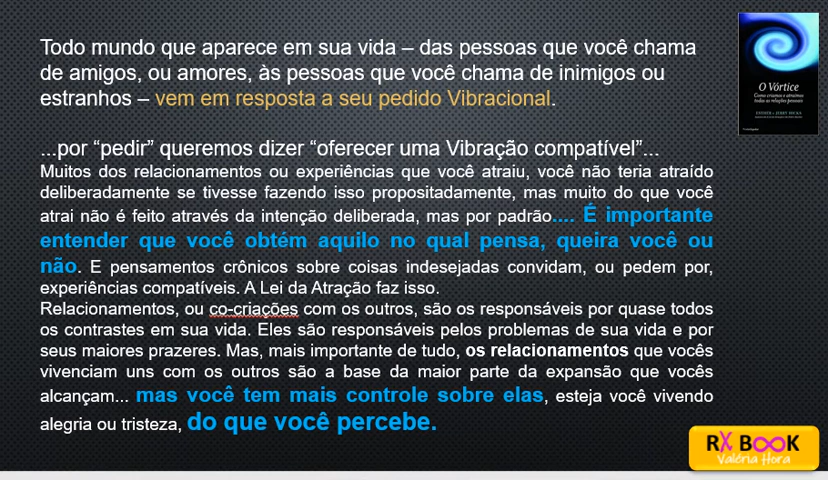 Todo mundo que aparece em sua vida – das pessoas que você chama
de amigos, ou amores, às pessoas que você chama de inimigos ou
estranhos – vem em resposta a seu pedido Vibracional.
...por “pedir” queremos dizer “oferecer uma Vibração compatível”...
Muitos dos relacionamentos ou experiências que você atraiu, você não teria atraído
deliberadamente se tivesse fazendo isso propositadamente, mas muito do que você
atrai não é feito através da intenção deliberada, mas por padrão.... É importante
entender que você obtém aquilo no qual pensa, queira você ou
não. E pensamentos crônicos sobre coisas indesejadas convidam, ou pedem por,
experiências compatíveis. A Lei da Atração faz isso.
Relacionamentos, ou co-criações com os outros, são os responsáveis por quase todos
os contrastes em sua vida. Eles são responsáveis pelos problemas de sua vida e por
seus maiores prazeres. Mas, mais importante de tudo, os relacionamentos que vocês
vivenciam uns com os outros são a base da maior parte da expansão que vocês
alcançam... mas você tem mais controle sobre elas, esteja você vivendo
alegria ou tristeza, do que você percebe.
O Vórtice
Como criamos e atraímos
todas as relações pessoais
ESTHER e JERRY HICKS
RX BOOK
Valéria Hora